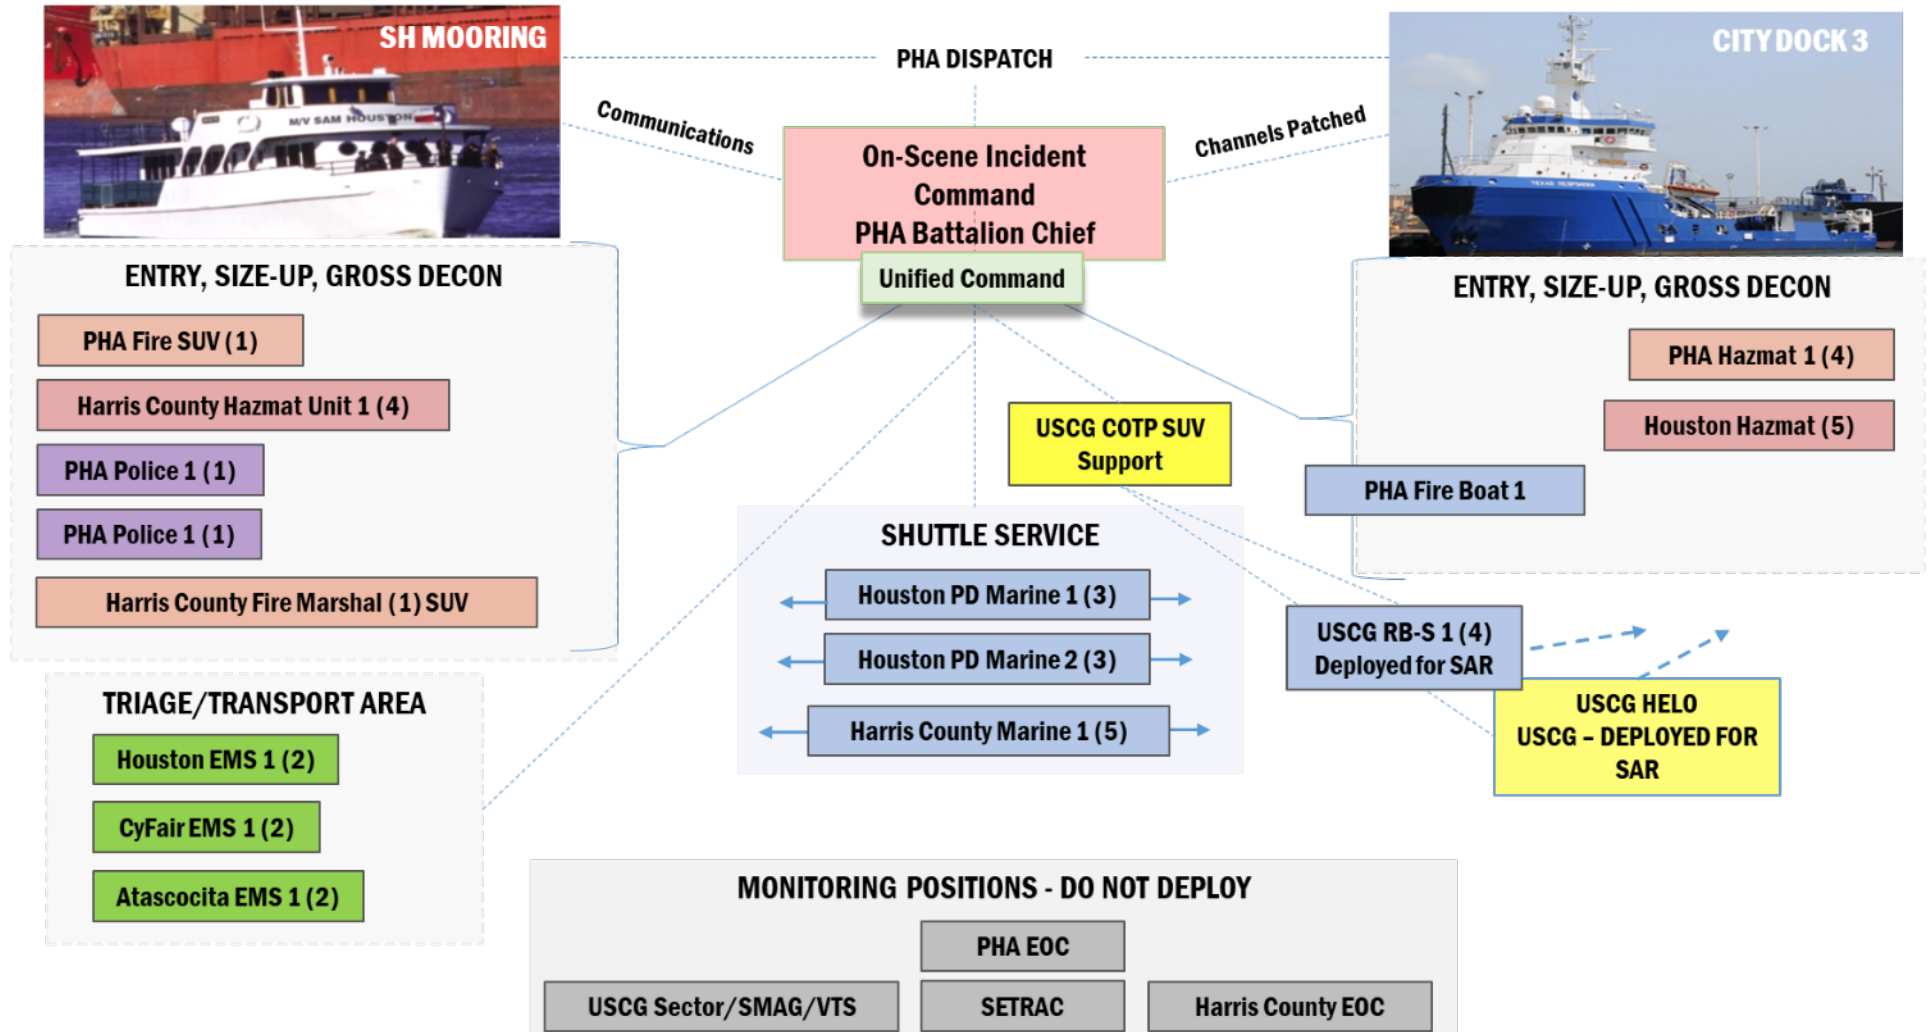 SH MOORING
M/V SAM HOUSTON
PHA DISPATCH
CITY DOCK 3
TEXAS RESPONDER
Communications
Channels Patched
On-Scene Incident
Command
PHA Battalion Chief
Unified Command
ENTRY, SIZE-UP, GROSS DECON
PHA Fire SUV (1)
Harris County Hazmat Unit 1 (4)
PHA Police 1 (1)
PHA Police 1 (1)
Harris County Fire Marshal (1) SUV
ENTRY, SIZE-UP, GROSS DECON
PHA Hazmat 1 (4)
Houston Hazmat (5)
PHA Fire Boat 1
USCG COTP SUV
Support
SHUTTLE SERVICE
Houston PD Marine 1 (3)
Houston PD Marine 2 (3)
Harris County Marine 1 (5)
USCG RB-S 1 (4)
Deployed for SAR
USCG HELO
USCG – DEPLOYED FOR
SAR
TRIAGE/TRANSPORT AREA
Houston EMS 1 (2)
CyFair EMS 1 (2)
Atascocita EMS 1 (2)
MONITORING POSITIONS - DO NOT DEPLOY
PHA EOC
USCG Sector/SMAG/VTS
SETRAC
Harris County EOC